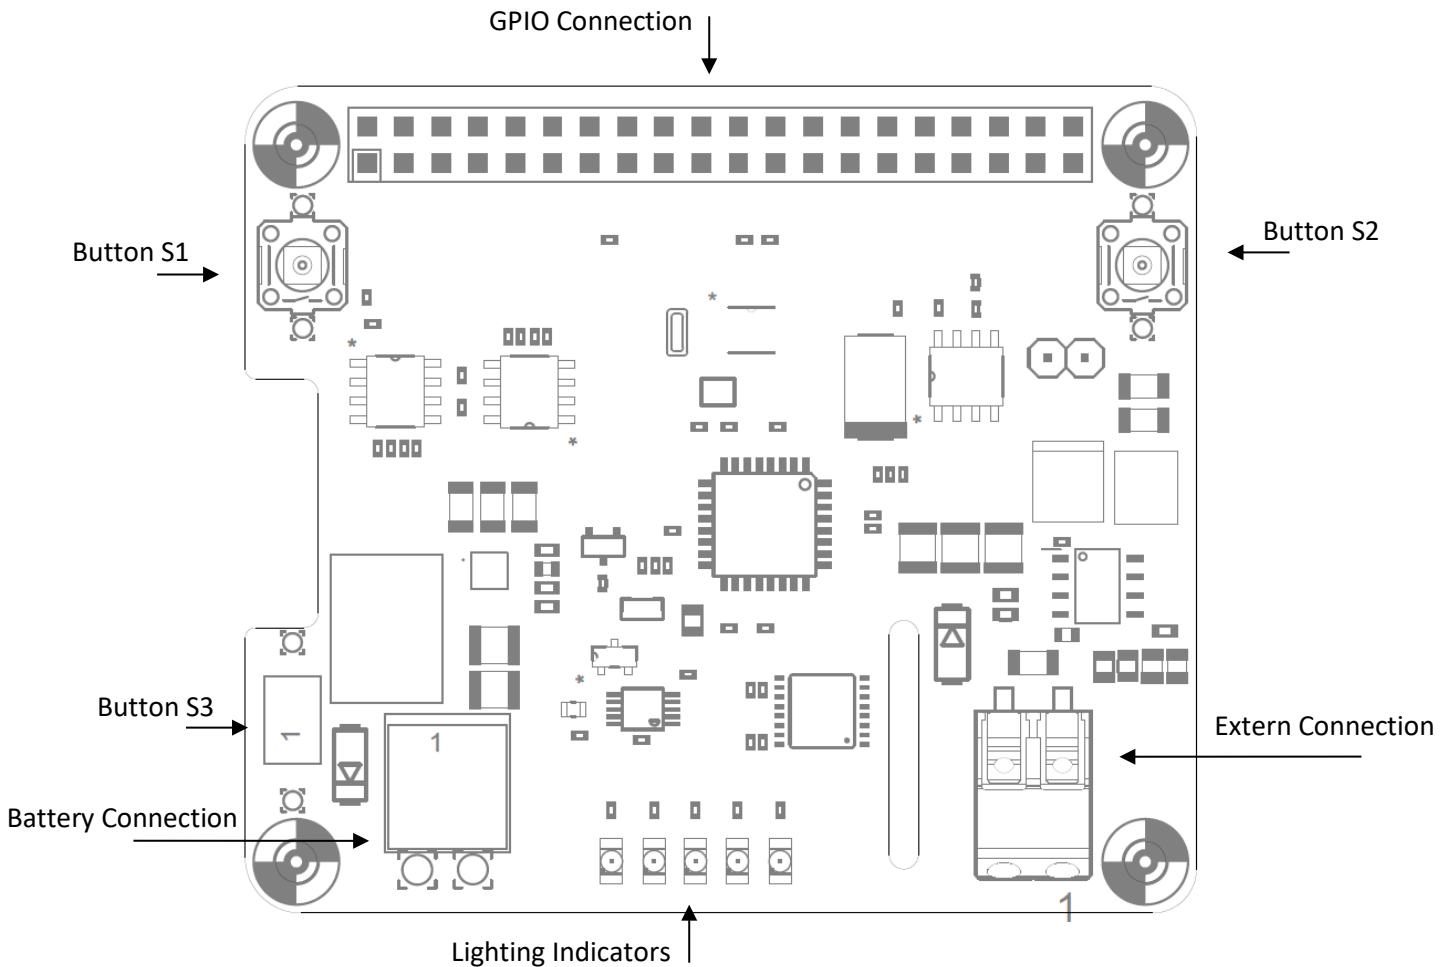 GPIO Connection
Button S1
Button S2
*
*
*
*
*
Button S3
1
1
Extern Connection
Battery Connection
1
Lighting Indicators